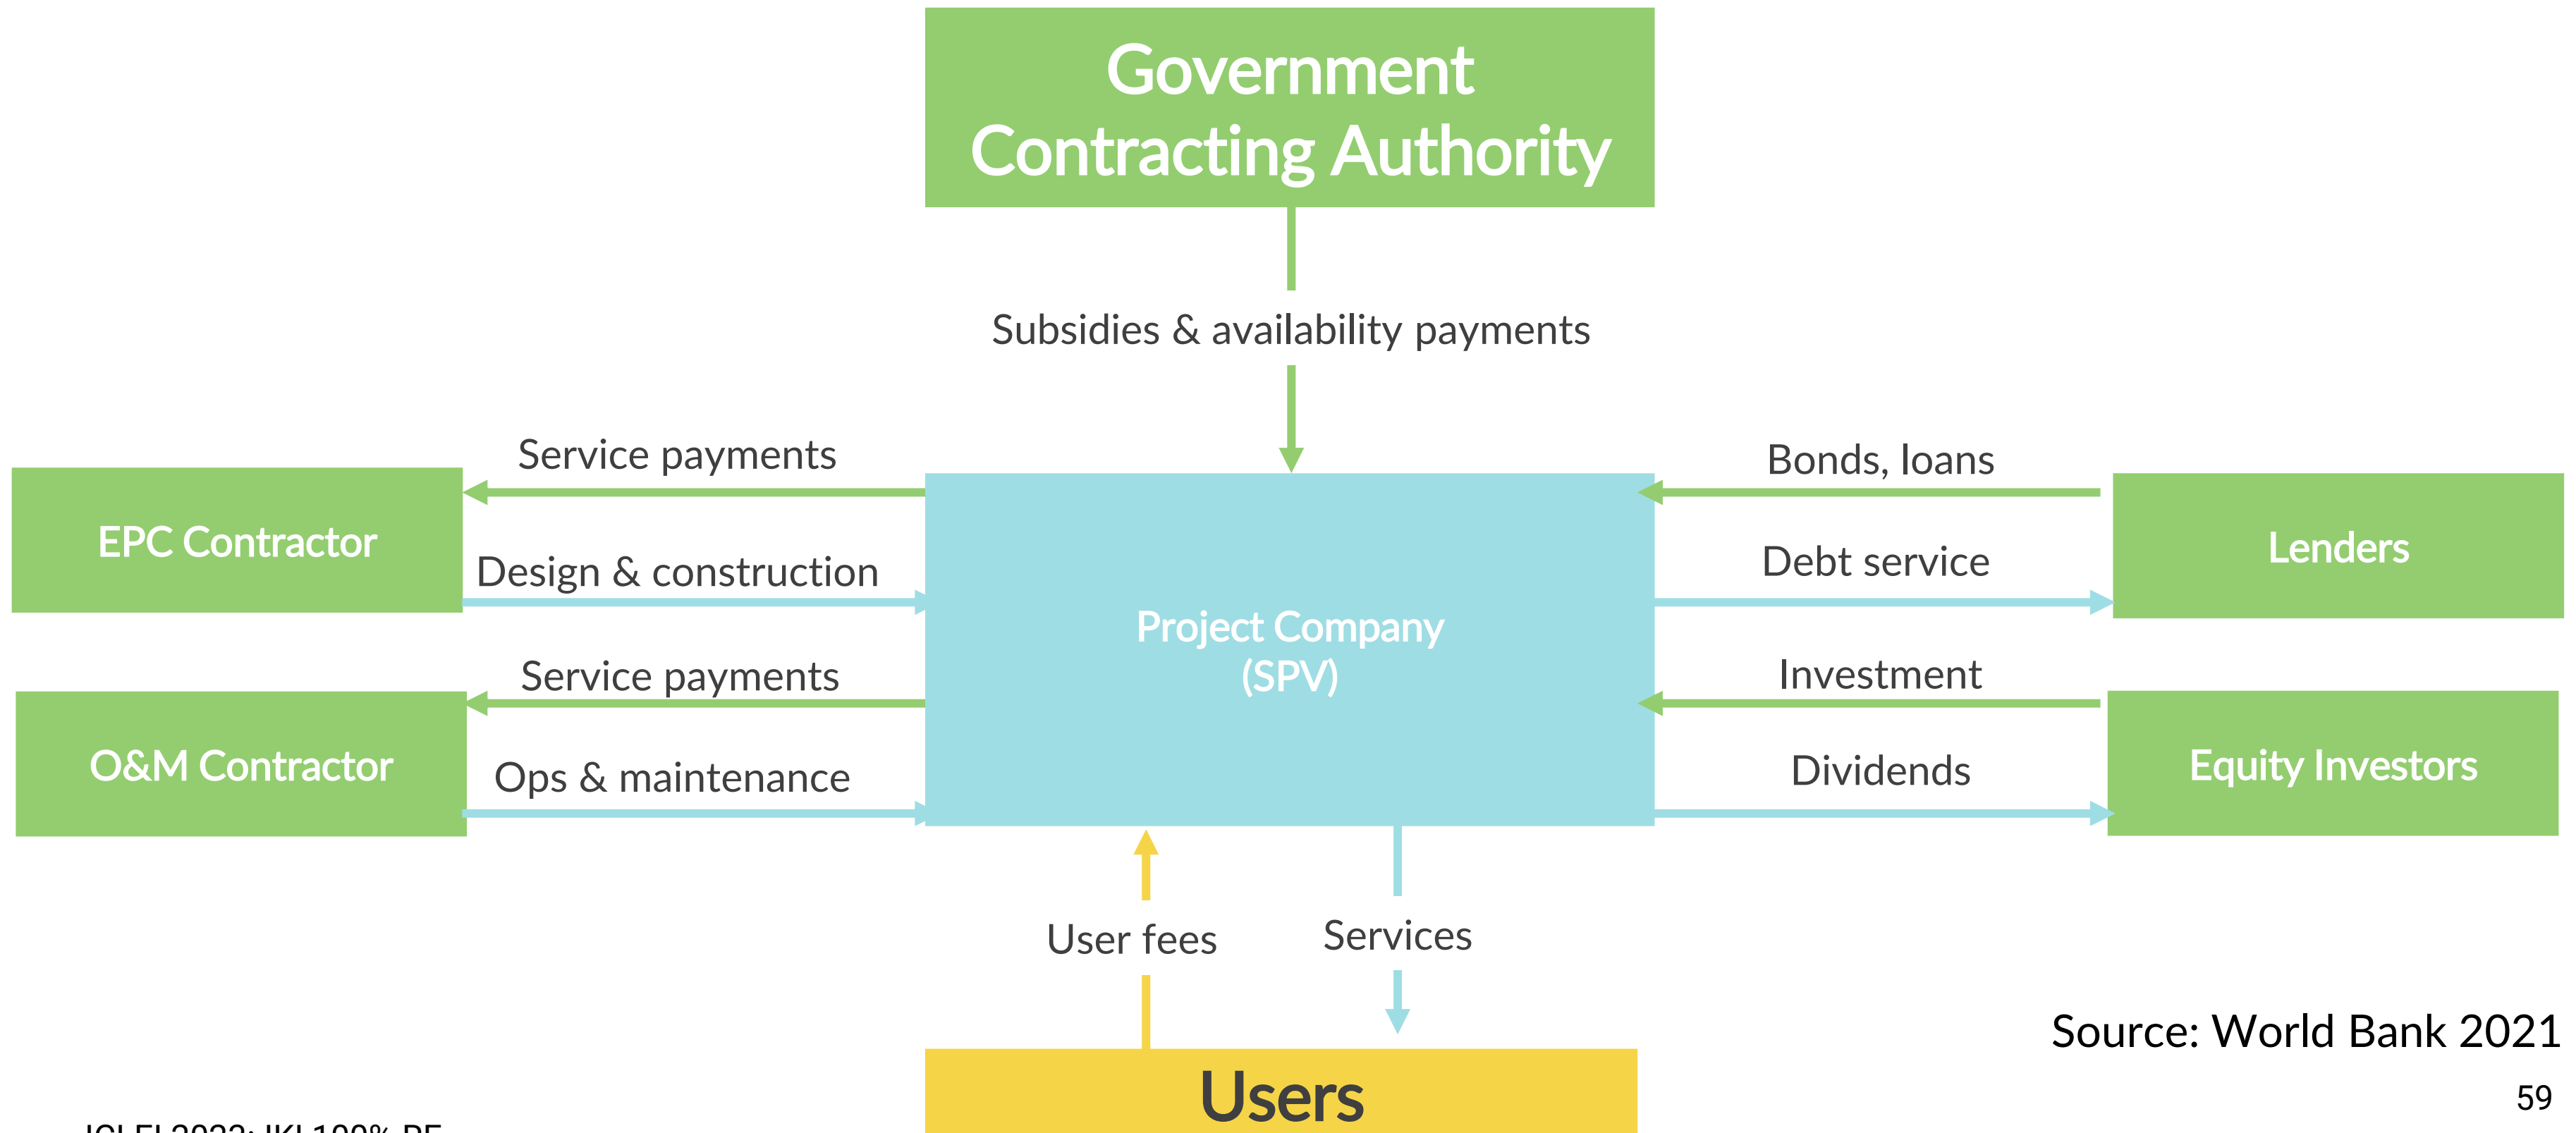 Government
Contracting Authority
Subsidies & availability payments
Service payments
Bonds, loans
EPC Contractor
Lenders
Design & construction
Debt service
Project Company
(SPV)
Service payments
Investment
O&M Contractor
Equity Investors
Ops & maintenance
Dividends
User fees
Services
Source: World Bank 2021
Users
59